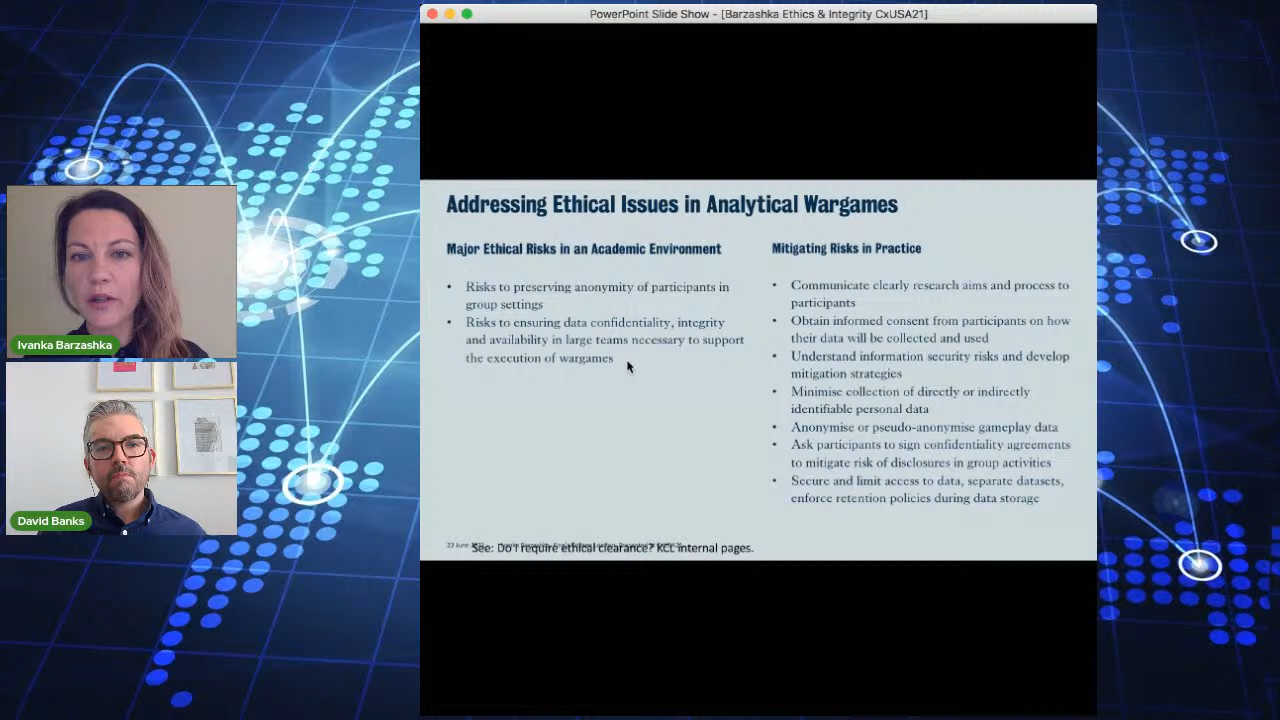 PowerPoint Slide Show - [Barzashka Ethics & Integrity CxUSA21]
Addressing Ethical Issues in Analytical Wargames
Major Ethical Risks in an Academic Environment
• Risks to preserving anonymity of participants in
group settings
• Risks to ensuring data confidentiality, integrity
and availability in large teams necessary to support
the execution of wargames
Mitigating Risks in Practice
• Communicate clearly research aims and process to
participants
• Obtain informed consent from participants on how
their data will be collected and used
• Understand information security risks and develop
mitigation strategies
• Minimise collection of directly or indirectly
identifiable personal data
• Anonymise or pseudo-anonymise gameplay data
• Ask participants to sign confidentiality agreements
to mitigate risk of disclosures in group activities
• Secure and limit access to data, separate datasets,
enforce retention policies during data storage
23 June
See: Do I require ethical clearance? KCL internal pages.
Ivanka Barzashka
David Banks